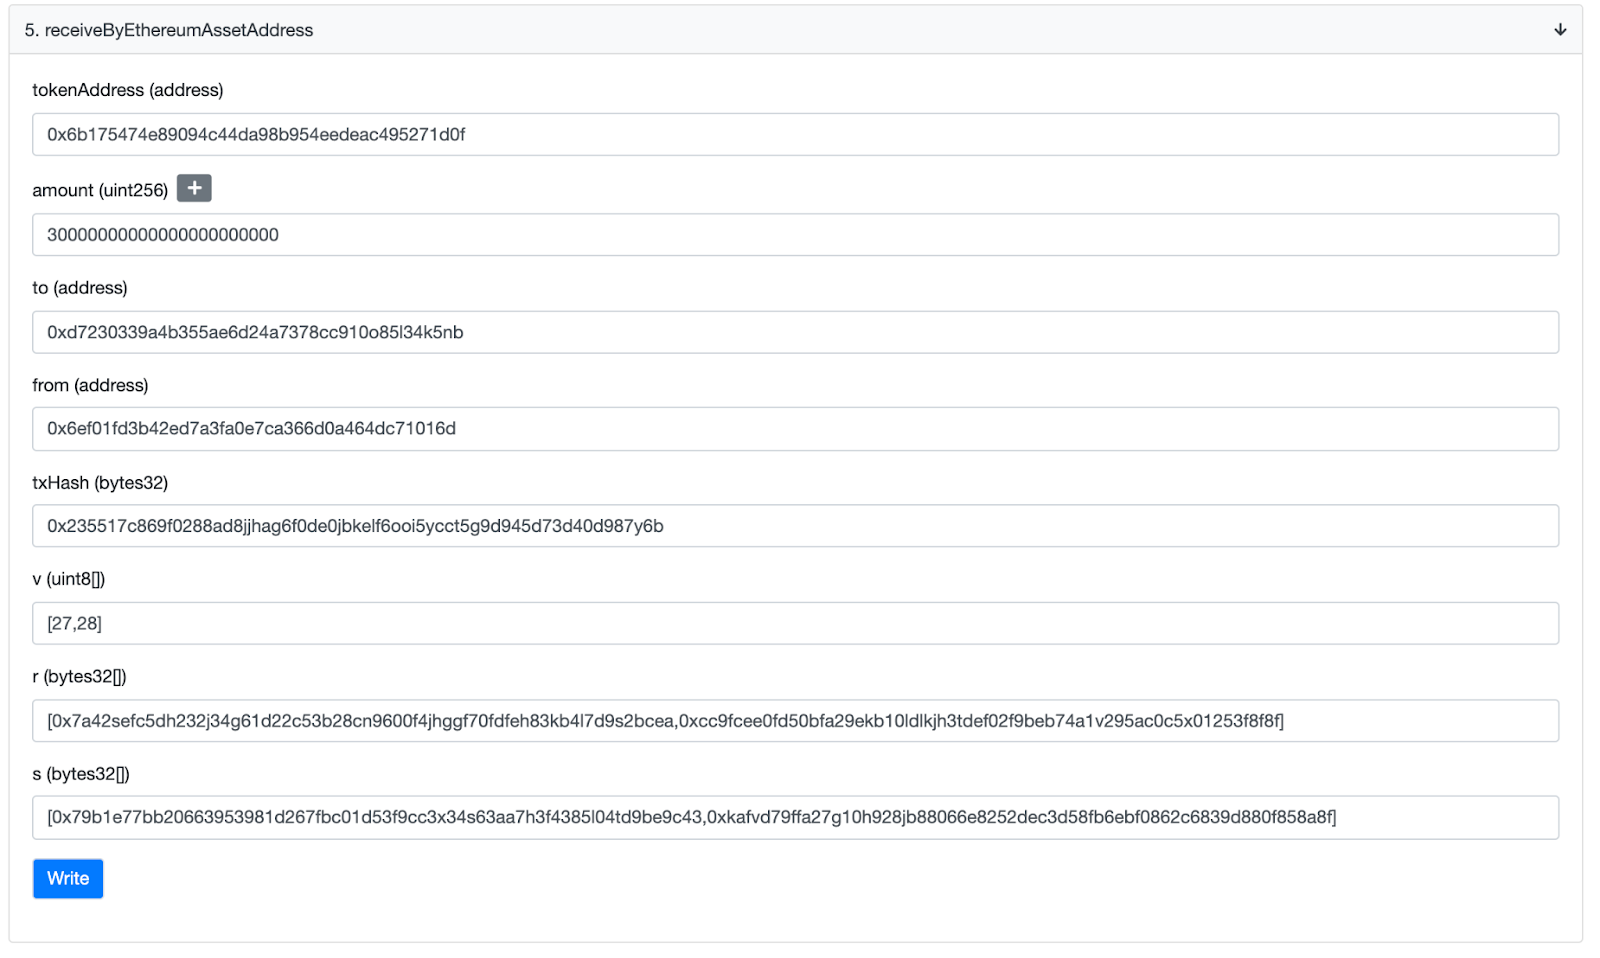 5. receiveByEthereumAssetAddress
tokenAddress (address)
0x6b175474e89094c44da98b954eedeac495271d0f
amount (uint256)
30000000000000000000000
to (address)
0xd7230339a4b355ae6d24a7378cc910o85l34k5nb
from (address)
0x6ef01fd3b42ed7a3fa0e7ca366d0a464dc71016d
txHash (bytes32)
0x235517c869f0288ad8jjhag6f0de0jbkelf6ooi5ycct5g9d945d73d40d987y6b
v (uint8[])
[27,28]
r (bytes32[])
[0x7a42sefc5dh232j34g61d22c53b28cn9600f4jhggf70fdfeh83kb4l7d9s2bcea,0xcc9fcee0fd50bfa29ekb10ldlkjh3tdef02f9beb74a1v295ac0c5x01253f8f8f]
s (bytes32[])
[0x79b1e77bb20663953981d267fbc01d53f9cc3x34s63aa7h3f4385l04td9be9c43,0xkafvd79ffa27g10h928jb88066e8252dec3d58fb6ebf0862c6839d880f858a8f]
Write